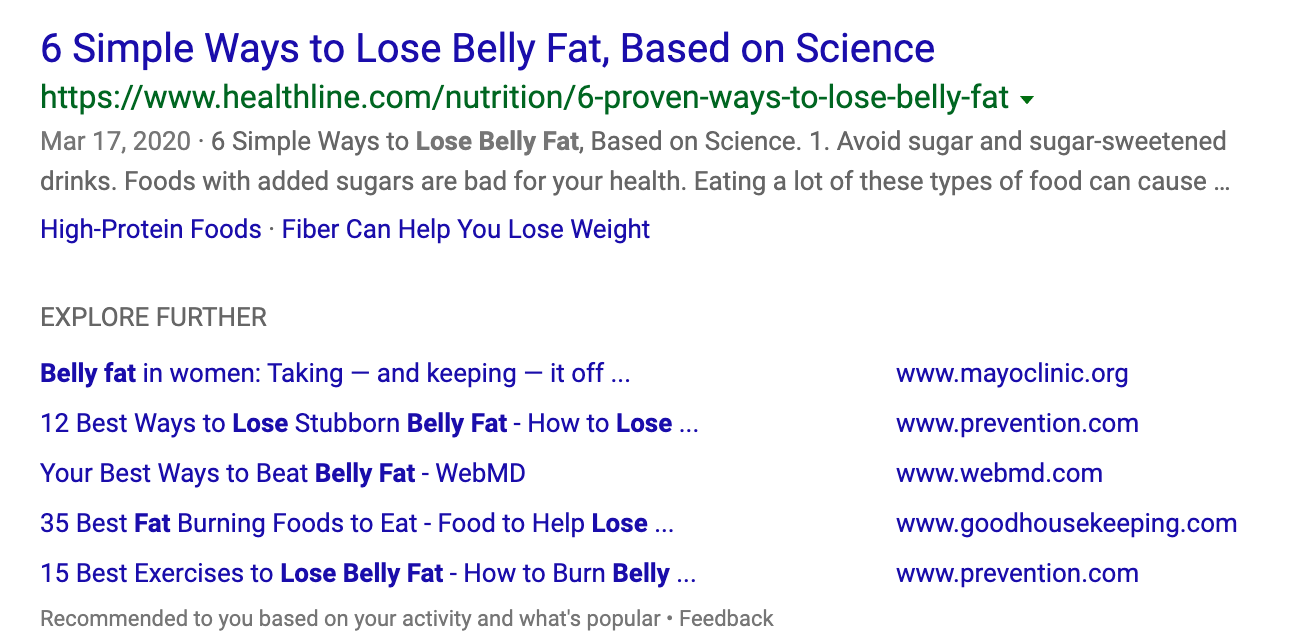 6 Simple Ways to Lose Belly Fat, Based on Science
https://www.healthline.com/nutrition/6-proven-ways-to-lose-belly-fat
Mar 17, 2020 · 6 Simple Ways to Lose Belly Fat, Based on Science. 1. Avoid sugar and sugar-sweetened
drinks. Foods with added sugars are bad for your health. Eating a lot of these types of food can cause ...
High-Protein Foods · Fiber Can Help You Lose Weight
EXPLORE FURTHER
Belly fat in women: Taking — and keeping — it off ... www.mayoclinic.org
12 Best Ways to Lose Stubborn Belly Fat - How to Lose ... www.prevention.com
Your Best Ways to Beat Belly Fat - WebMD www.webmd.com
35 Best Fat Burning Foods to Eat - Food to Help Lose ... www.goodhousekeeping.com
15 Best Exercises to Lose Belly Fat - How to Burn Belly ... www.prevention.com
Recommended to you based on your activity and what's popular • Feedback